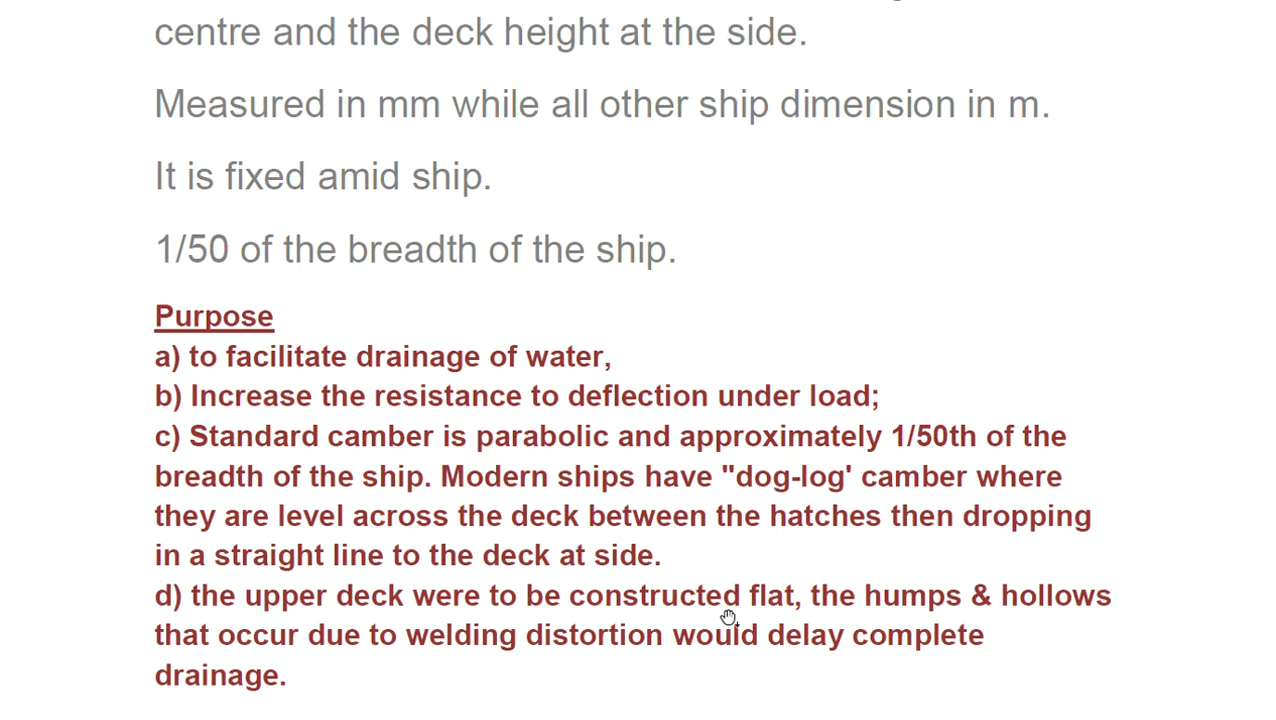 centre and the deck height at the side.
Measured in mm while all other ship dimension in m.
It is fixed amid ship.
1/50 of the breadth of the ship.
Purpose
a) to facilitate drainage of water,
b) Increase the resistance to deflection under load;
c) Standard camber is parabolic and approximately 1/50th of the
breadth of the ship. Modern ships have "dog-log' camber where
they are level across the deck between the hatches then dropping
in a straight line to the deck at side.
d) the upper deck were to be constructed flat, the humps & hollows
that occur due to welding distortion would delay complete
drainage.